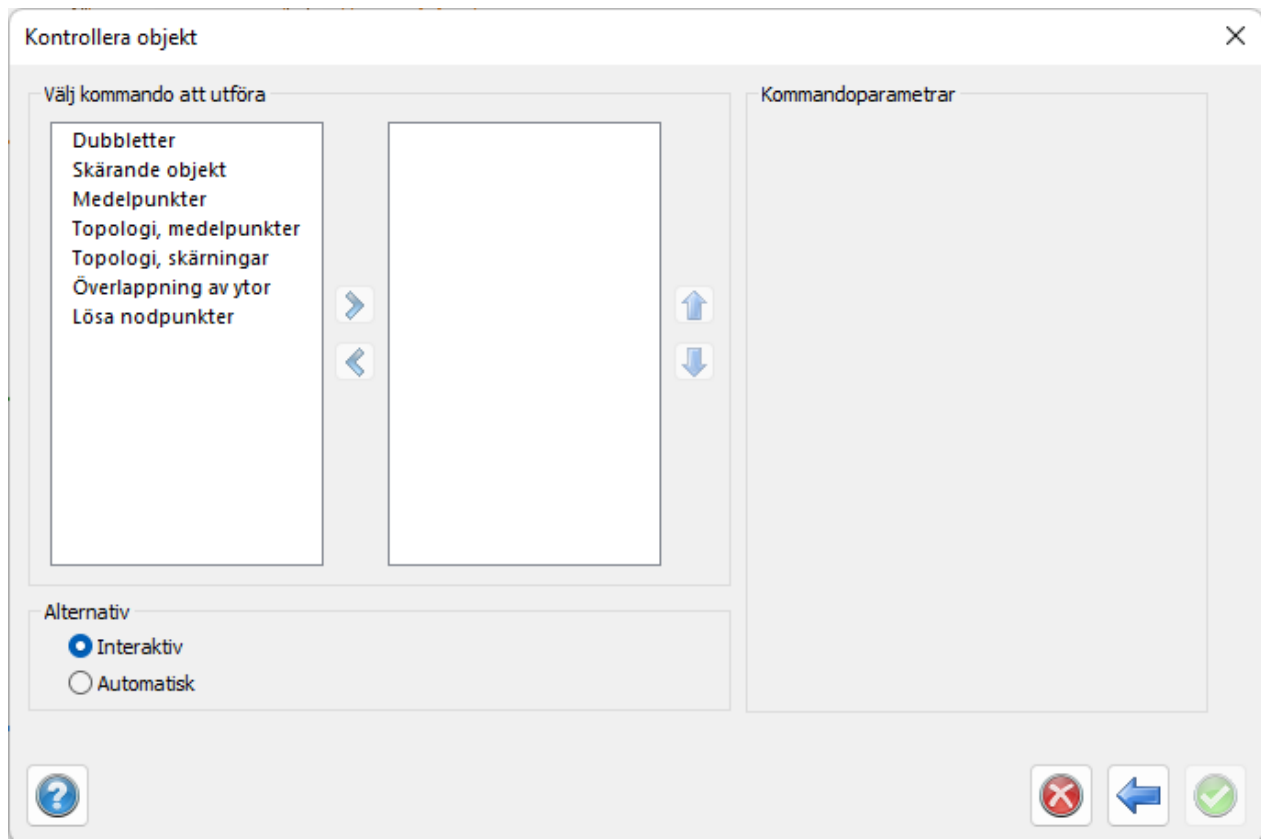 Kontrollera objekt
Välj kommando att utföra
Kommandoparametrar
Dubbletter
Skärande objekt
Medelpunkter
Topologi, medelpunkter
Topologi, skärningar
Överlappning av ytor
Lösa nodpunkter
Alternativ
Interaktiv
Automatisk